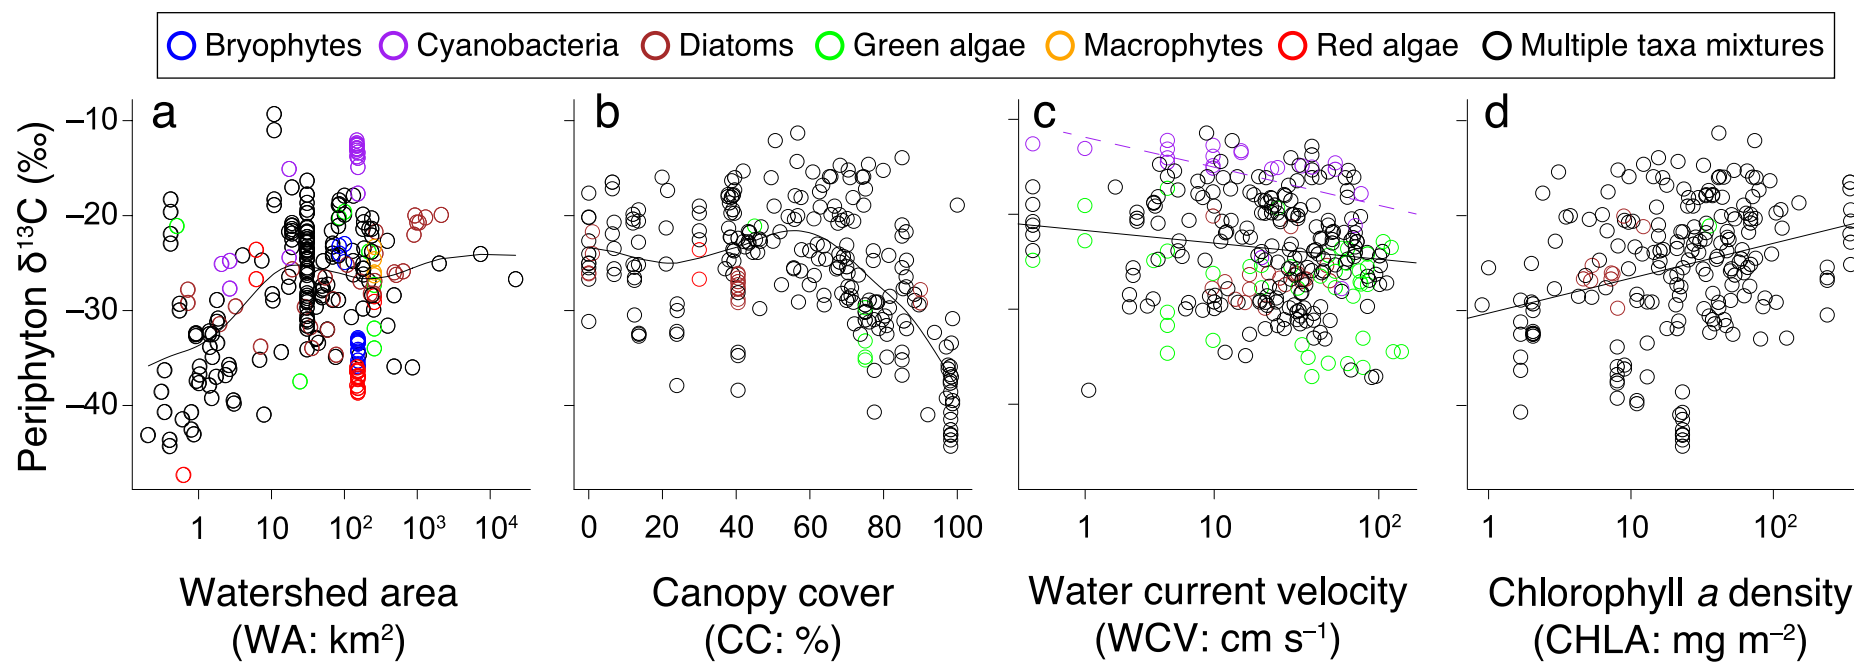 Bryophytes Cyanobacteria Diatoms Green algae Macrophytes Red algae Multiple taxa mixtures
Periphyton δ¹³C (‰)
–10
–20
–30
–40
a
1 10 10² 10³ 10⁴
Watershed area
(WA: km²)
b
0 20 40 60 80 100
Canopy cover
(CC: %)
c
1 10 10²
Water current velocity
(WCV: cm s⁻¹)
d
1 10 10²
Chlorophyll a density
(CHLA: mg m⁻²)